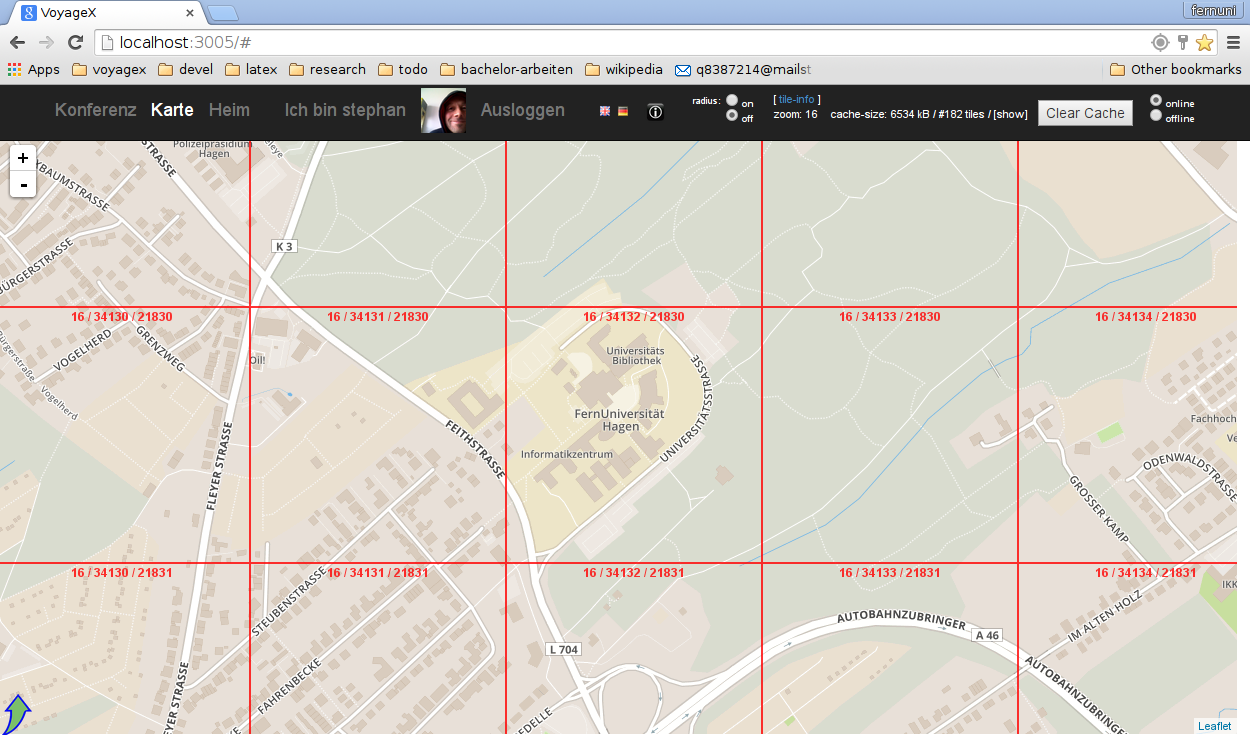 VoyageX
fernuni
localhost:3005/#
Apps voyagex devel latex research todo bachelor-arbeiten wikipedia q8387214@mailst Other bookmarks
Konferenz Karte Heim Ich bin stephan Ausloggen
radius: on
off
[ tile-info ]
zoom: 16 cache-size: 6534 kB / #182 tiles / [show]
Clear Cache
online
offline
+
-
Polizeipräsidium
Hagen
STRASSE
XBAUMSTRASSE
BÜRGERSTRASSE
K 3
16 / 34130 / 21830
16 / 34131 / 21830
16 / 34132 / 21830
16 / 34133 / 21830
16 / 34134 / 21830
VOGELHERD
GRENZWEG
Bürgerstraße
Vogelherd
Oil!
Universitäts
Bibliothek
FernUniversität
Hagen
Informatikzentrum
UNIVERSITÄTSSTRASSE
FEITHSTRASSE
FLEYER STRASSE
Fachhoch
Ve
ODENWALDSTRASSE
GROSSER KAMP
16 / 34130 / 21831
16 / 34131 / 21831
16 / 34132 / 21831
16 / 34133 / 21831
16 / 34134 / 21831
IKK
STEUBENSTRASSE
IM ALTEN HOLZ
AUTOBAHNZUBRINGER
A 46
L 704
FAHRENBECKE
FLEYER STRASSE
AUTOBAHNZUBRINGER
EDELLE
KE
Leaflet